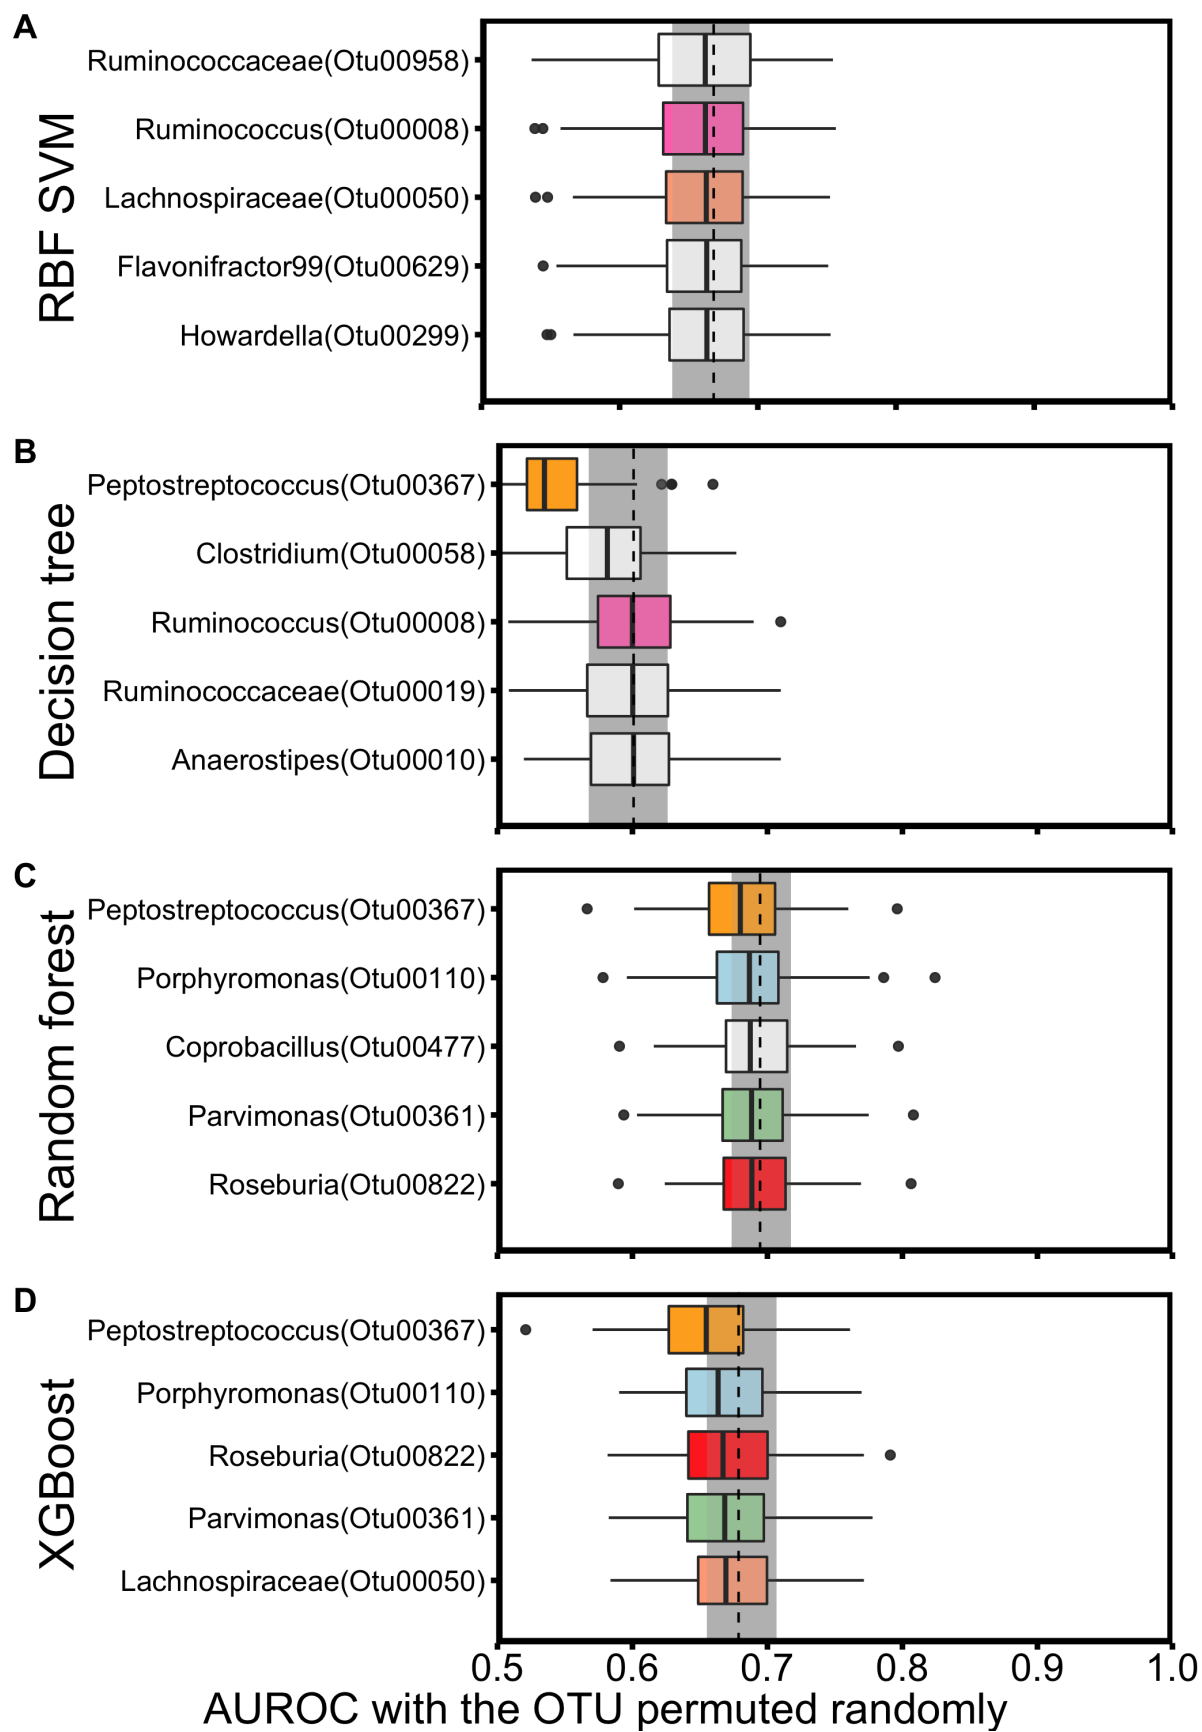 A
RBF SVM
Ruminococcaceae(Otu00958)
Ruminococcus(Otu00008)
Lachnospiraceae(Otu00050)
Flavonifractor99(Otu00629)
Howardella(Otu00299)
B
Decision tree
Peptostreptococcus(Otu00367)
Clostridium(Otu00058)
Ruminococcus(Otu00008)
Ruminococcaceae(Otu00019)
Anaerostipes(Otu00010)
C
Random forest
Peptostreptococcus(Otu00367)
Porphyromonas(Otu00110)
Coprobacillus(Otu00477)
Parvimonas(Otu00361)
Roseburia(Otu00822)
D
XGBoost
Peptostreptococcus(Otu00367)
Porphyromonas(Otu00110)
Roseburia(Otu00822)
Parvimonas(Otu00361)
Lachnospiraceae(Otu00050)
0.5 0.6 0.7 0.8 0.9 1.0
AUROC with the OTU permuted randomly